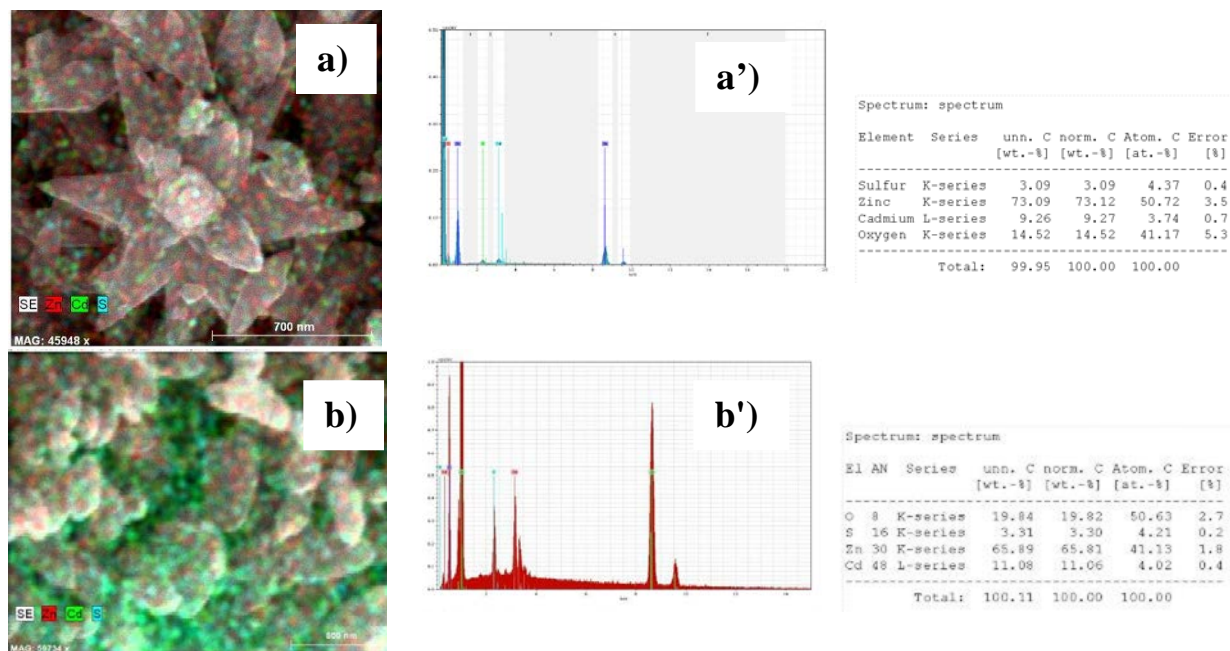 a)
SE Zn Cd S
700 nm
MAG: 45948 x
a’)
Spectrum: spectrum
Element Series unn. C norm. C Atom. C Error
[wt.-%] [wt.-%] [at.-%] [%]
Sulfur K-series 3.09 3.09 4.37 0.4
Zinc K-series 73.09 73.12 50.72 3.5
Cadmium L-series 9.26 9.27 3.74 0.7
Oxygen K-series 14.52 14.52 41.17 5.3
Total: 99.95 100.00 100.00
b)
SE Zn Cd S
MAG: 59734 x
b')
Spectrum: spectrum
El AN Series unn. C norm. C Atom. C Error
[wt.-%] [wt.-%] [at.-%] [%]
O 8 K-series 19.84 19.82 50.63 2.7
S 16 K-series 3.31 3.30 4.21 0.2
Zn 30 K-series 65.89 65.81 41.13 1.8
Cd 48 L-series 11.08 11.06 4.02 0.4
Total: 100.11 100.00 100.00